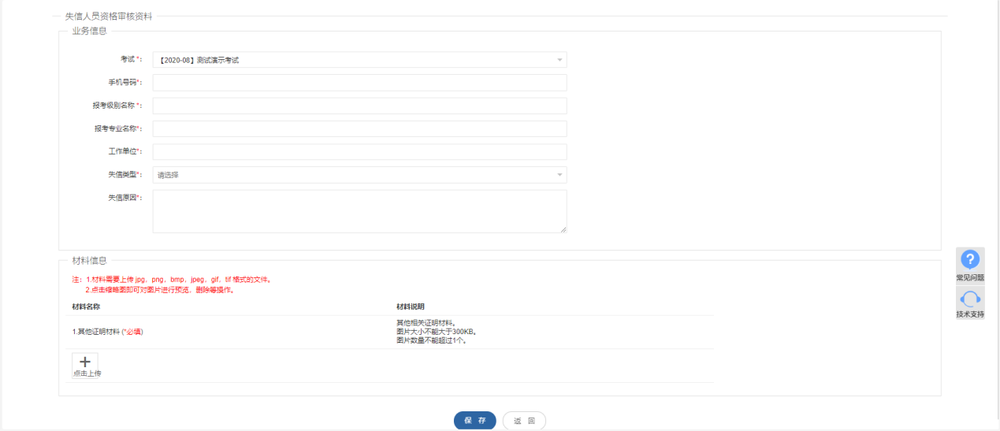 失信人员资格审核资料
业务信息
考试*： 【2020-08】测试演示考试
手机号码*：
报考级别名称*：
报考专业名称*：
工作单位*：
失信类型*： 请选择
失信原因*：
材料信息
注：1.材料需要上传 jpg、png、bmp、jpeg、gif、tif 格式的文件。
2.点击缩略图即可对图片进行预览、删除等操作。
材料名称 材料说明
其他相关证明材料。
1.其他证明材料 (*必填) 图片大小不能大于300KB。
图片数量不能超过1个。
点击上传
保 存 返 回
常见问题
技术支持